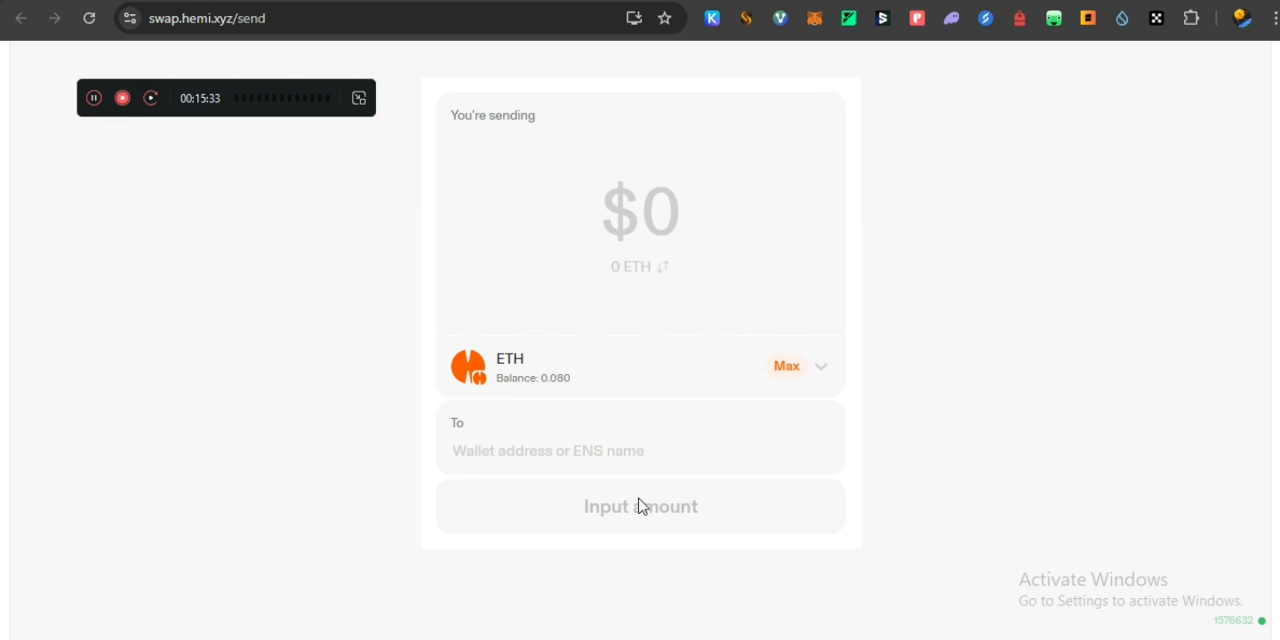 swap.hemi.xyz/send
00:15:33
You're sending
$0
0 ETH
ETH
Max
Balance: 0.080
To
Wallet address or ENS name
Input amount
Activate Windows
Go to Settings to activate Windows.
1576632